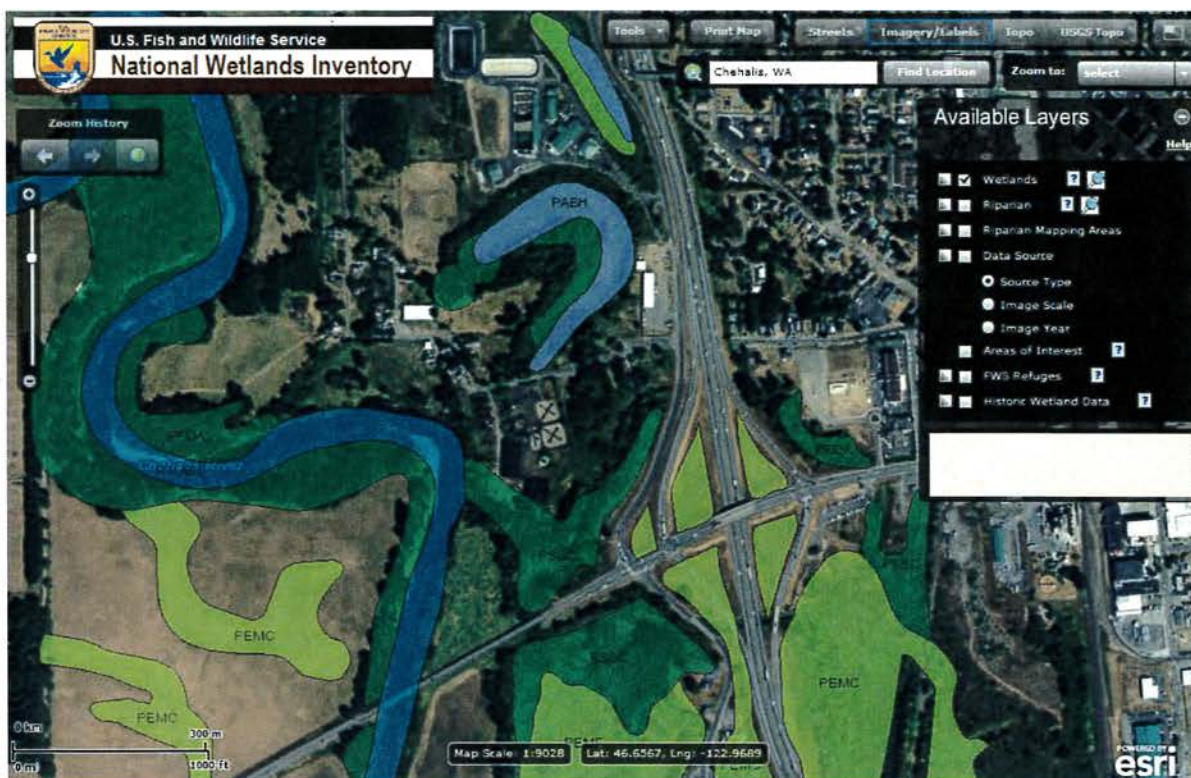 U.S. Fish and Wildlife Service
National Wetlands Inventory
Tools
Print Map
Streets
Imagery/Labels
Topo
USGS Topo
Chehalis, WA
Find Location
Zoom to:
select
Zoom History
Available Layers
Help
Wetlands
Riparian
Riparian Mapping Areas
Data Source
Source Type
Image Scale
Image Year
Areas of Interest
FWS Refuges
Historic Wetland Data
PABH
PEMC
PEMC
PEMC
0 km
300 m
0 mi
1000 ft
Map Scale: 1:9028
Lat: 46.6567, Lng: -122.9689
POWERED BY
esri